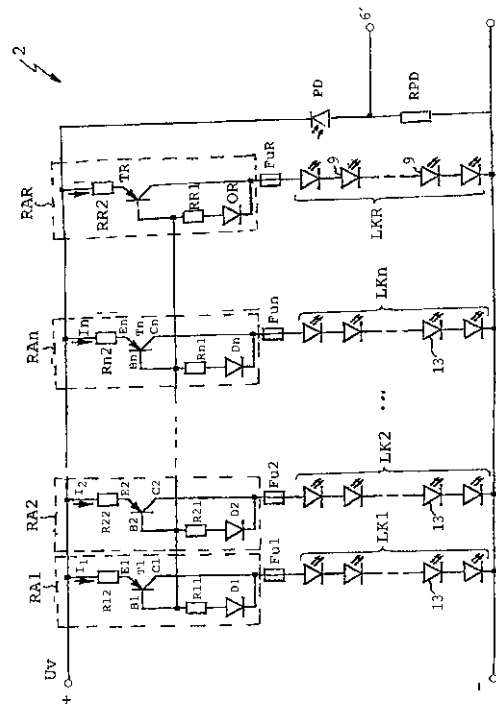 2
RA1
RA2
RAn
RAR
Uv
+
I1
I2
In
R12
R22
Rn2
RR2
E1
E2
En
B1
T1
C1
B2
C2
Bn
Tn
Cn
TR
R11
R21
Rn1
RR1
D1
D2
Dn
OR
Fu1
Fu2
Fun
FuR
LK1
LK2
...
LKn
LKR
13
13
13
9
9
PD
RPD
6'
-